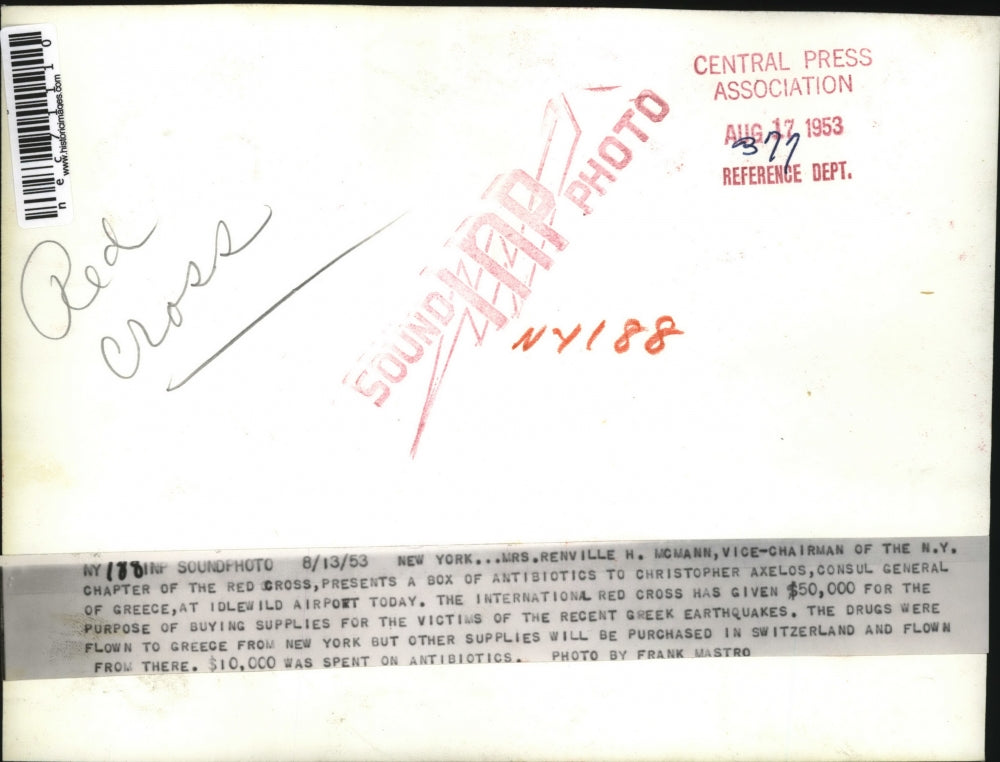 CENTRAL PRESS
ASSOCIATION
AUG 17 1953
377
REFERENCE DEPT.
www.historicimages.com
nec71110
SOUND INP PHOTO
Red
Cross
NY188
NY 188 INP SOUNDPHOTO 8/13/53 NEW YORK...MRS.RENVILLE H. MCMANN,VICE-CHAIRMAN OF THE N.Y.
CHAPTER OF THE RED CROSS,PRESENTS A BOX OF ANTIBIOTICS TO CHRISTOPHER AXELOS,CONSUL GENERAL
OF GREECE,AT IDLEWILD AIRPORT TODAY. THE INTERNATIONAL RED CROSS HAS GIVEN $50,000 FOR THE
PURPOSE OF BUYING SUPPLIES FOR THE VICTIMS OF THE RECENT GREEK EARTHQUAKES. THE DRUGS WERE
FLOWN TO GREECE FROM NEW YORK BUT OTHER SUPPLIES WILL BE PURCHASED IN SWITZERLAND AND FLOWN
FROM THERE. $10,000 WAS SPENT ON ANTIBIOTICS. PHOTO BY FRANK MASTRO